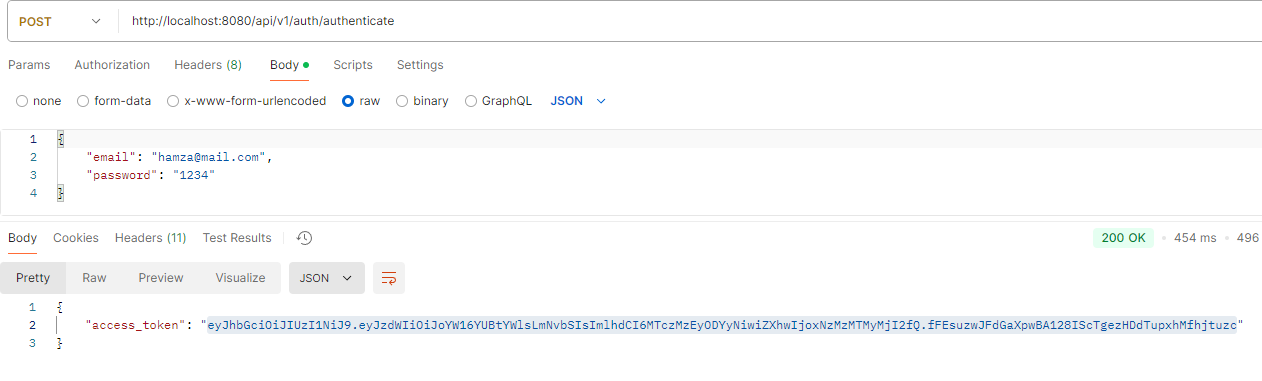 POST http://localhost:8080/api/v1/auth/authenticate
Params Authorization Headers (8) Body Scripts Settings
none form-data x-www-form-urlencoded raw binary GraphQL JSON
1 {
2 "email": "hamza@mail.com",
3 "password": "1234"
4 }
Body Cookies Headers (11) Test Results 200 OK 454 ms 496
Pretty Raw Preview Visualize JSON
1 {
2 "access_token": "eyJhbGciOiJIUzI1NiJ9.eyJzdWIiOiJoYW16YUBtYWlsLmNvbSIsImlhdCI6MTczMzEyODYyNiwiZXhwIjoxNzMzMTMyMjI2fQ.fFEsuzwJFdGaXpwBA128IScTgezHDdTupxhMfhjtuzc"
3 }